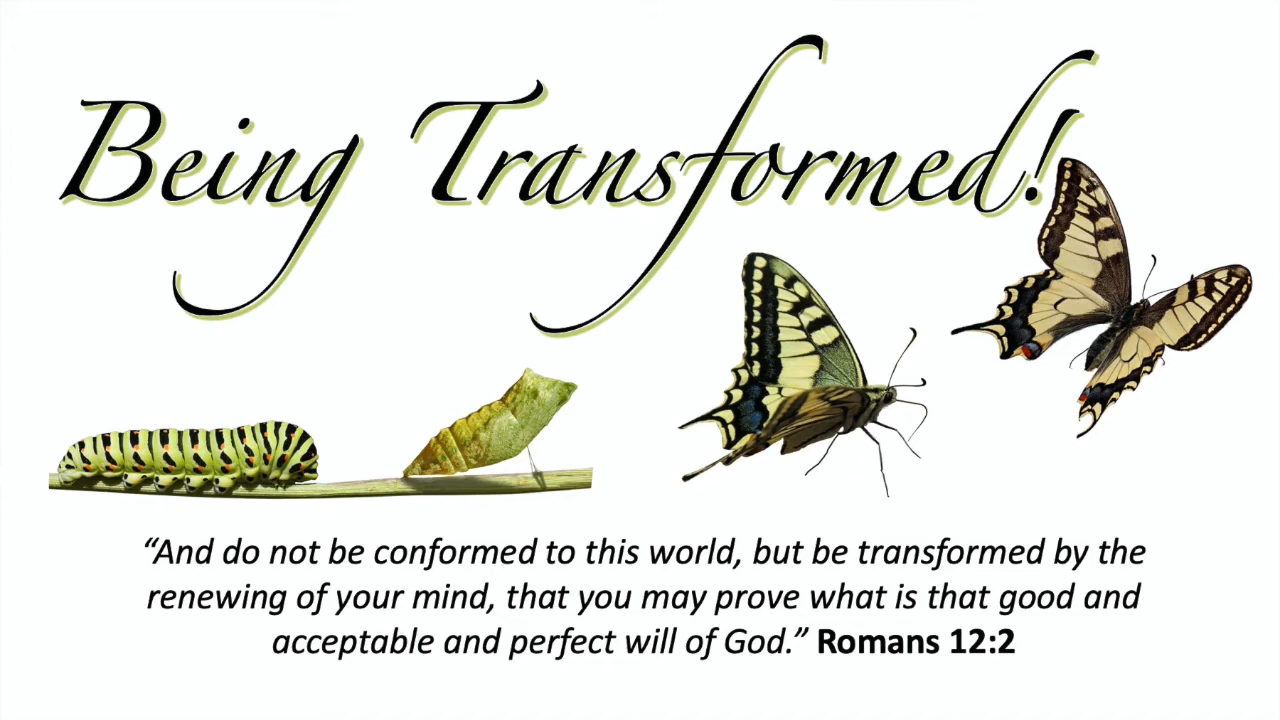 Being Transformed!
“And do not be conformed to this world, but be transformed by the
renewing of your mind, that you may prove what is that good and
acceptable and perfect will of God.” Romans 12:2